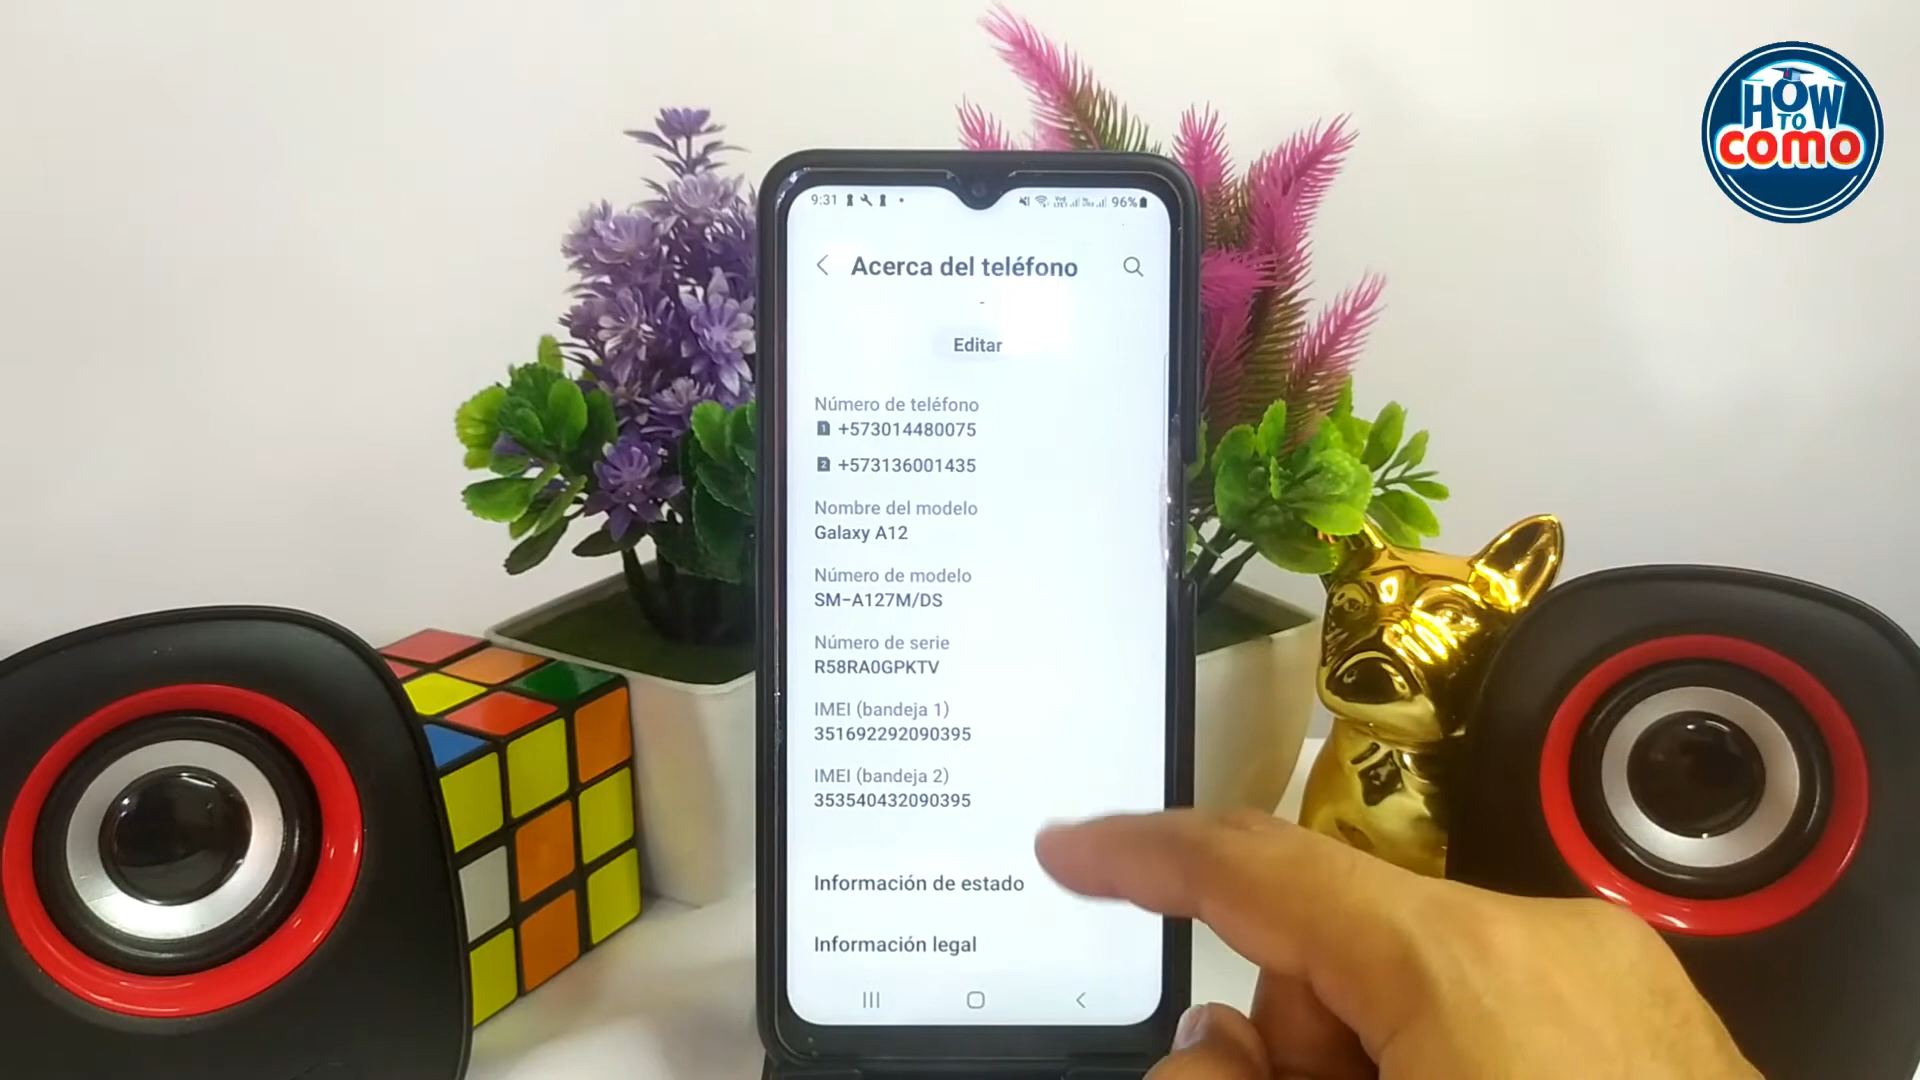 HOW
TO
como
9:31
96%
Acerca del teléfono
-
Editar
Número de teléfono
1 +573014480075
2 +573136001435
Nombre del modelo
Galaxy A12
Número de modelo
SM-A127M/DS
Número de serie
R58RA0GPKTV
IMEI (bandeja 1)
351692292090395
IMEI (bandeja 2)
353540432090395
Información de estado
Información legal